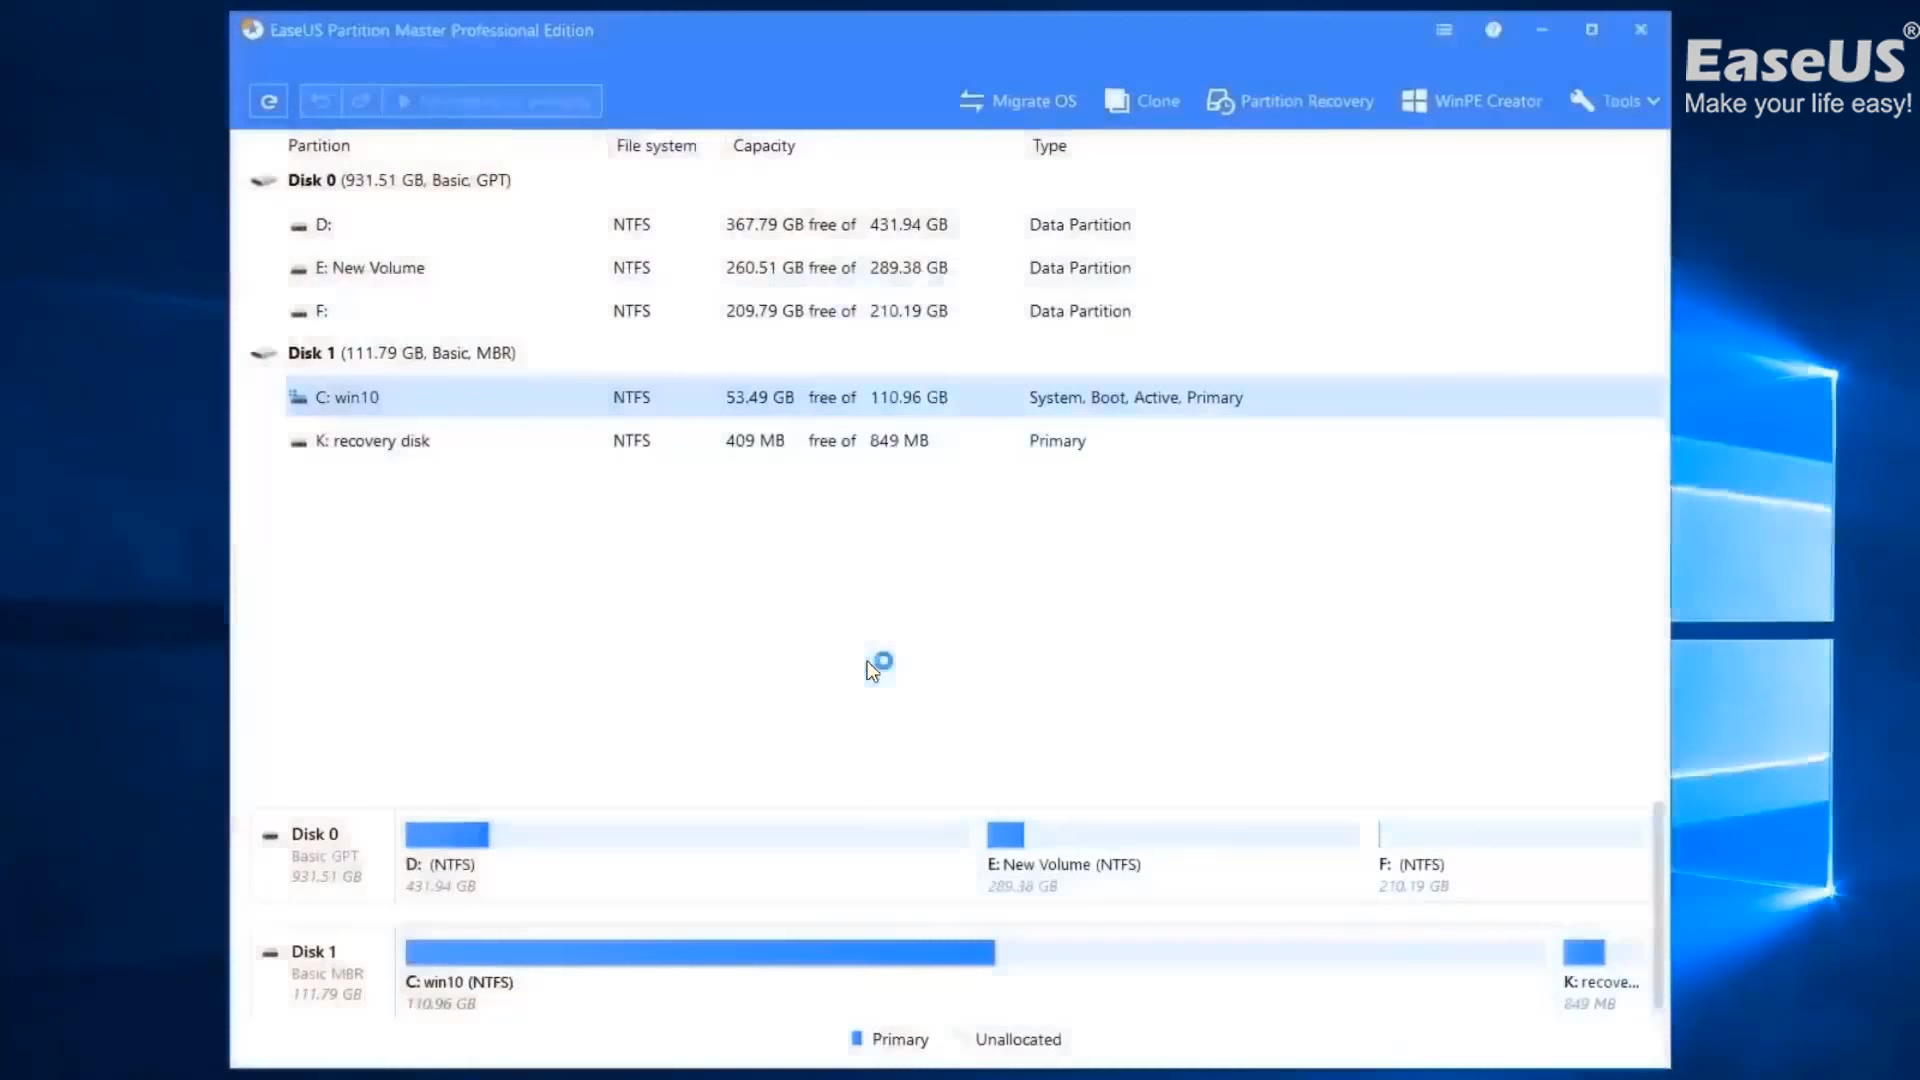 EaseUS Partition Master Professional Edition
EaseUS®
Make your life easy!
Migrate OS Clone Partition Recovery WinPE Creator Tools
Partition File system Capacity Type
Disk 0 (931.51 GB, Basic, GPT)
D: NTFS 367.79 GB free of 431.94 GB Data Partition
E: New Volume NTFS 260.51 GB free of 289.38 GB Data Partition
F: NTFS 209.79 GB free of 210.19 GB Data Partition
Disk 1 (111.79 GB, Basic, MBR)
C: win10 NTFS 53.49 GB free of 110.96 GB System, Boot, Active, Primary
K: recovery disk NTFS 409 MB free of 849 MB Primary
Disk 0
Basic GPT
931.51 GB
D: (NTFS)
431.94 GB
E: New Volume (NTFS)
289.38 GB
F: (NTFS)
210.19 GB
Disk 1
Basic MBR
111.79 GB
C: win10 (NTFS)
110.96 GB
K: recove...
849 MB
Primary Unallocated